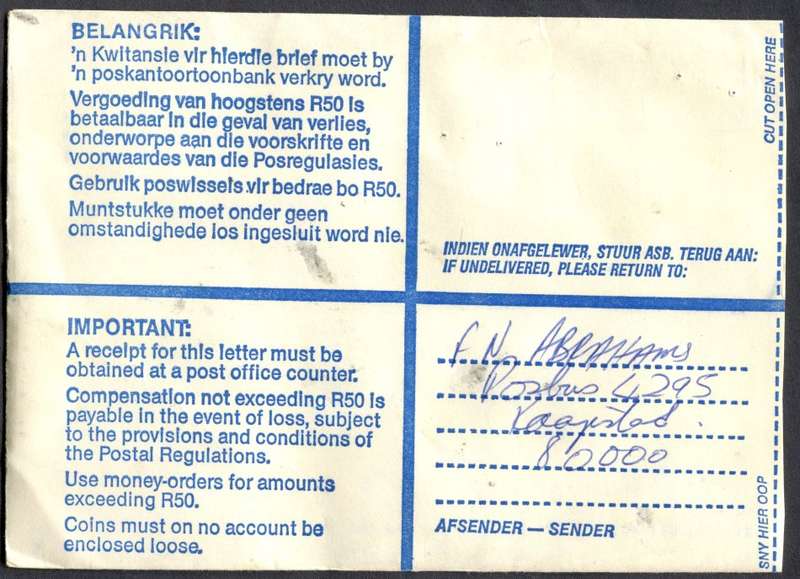 BELANGRIK:
'n Kwitansie vir hierdie brief moet by
'n poskantoortoonbank verkry word.
Vergoeding van hoogstens R50 is
betaalbaar in die geval van verlies,
onderworpe aan die voorskrifte en
voorwaardes van die Posregulasies.
Gebruik poswissels vir bedrae bo R50.
Muntstukke moet onder geen
omstandighede los ingesluit word nie.
CUT OPEN HERE
INDIEN ONAFGELEWER, STUUR ASB. TERUG AAN:
IF UNDELIVERED, PLEASE RETURN TO:
IMPORTANT:
A receipt for this letter must be
obtained at a post office counter.
Compensation not exceeding R50 is
payable in the event of loss, subject
to the provisions and conditions of
the Postal Regulations.
Use money-orders for amounts
exceeding R50.
Coins must on no account be
enclosed loose.
F N ABRAHAMS
Posbus 4295
Kaapstad.
80000
AFSENDER — SENDER
SNY HIER OOP